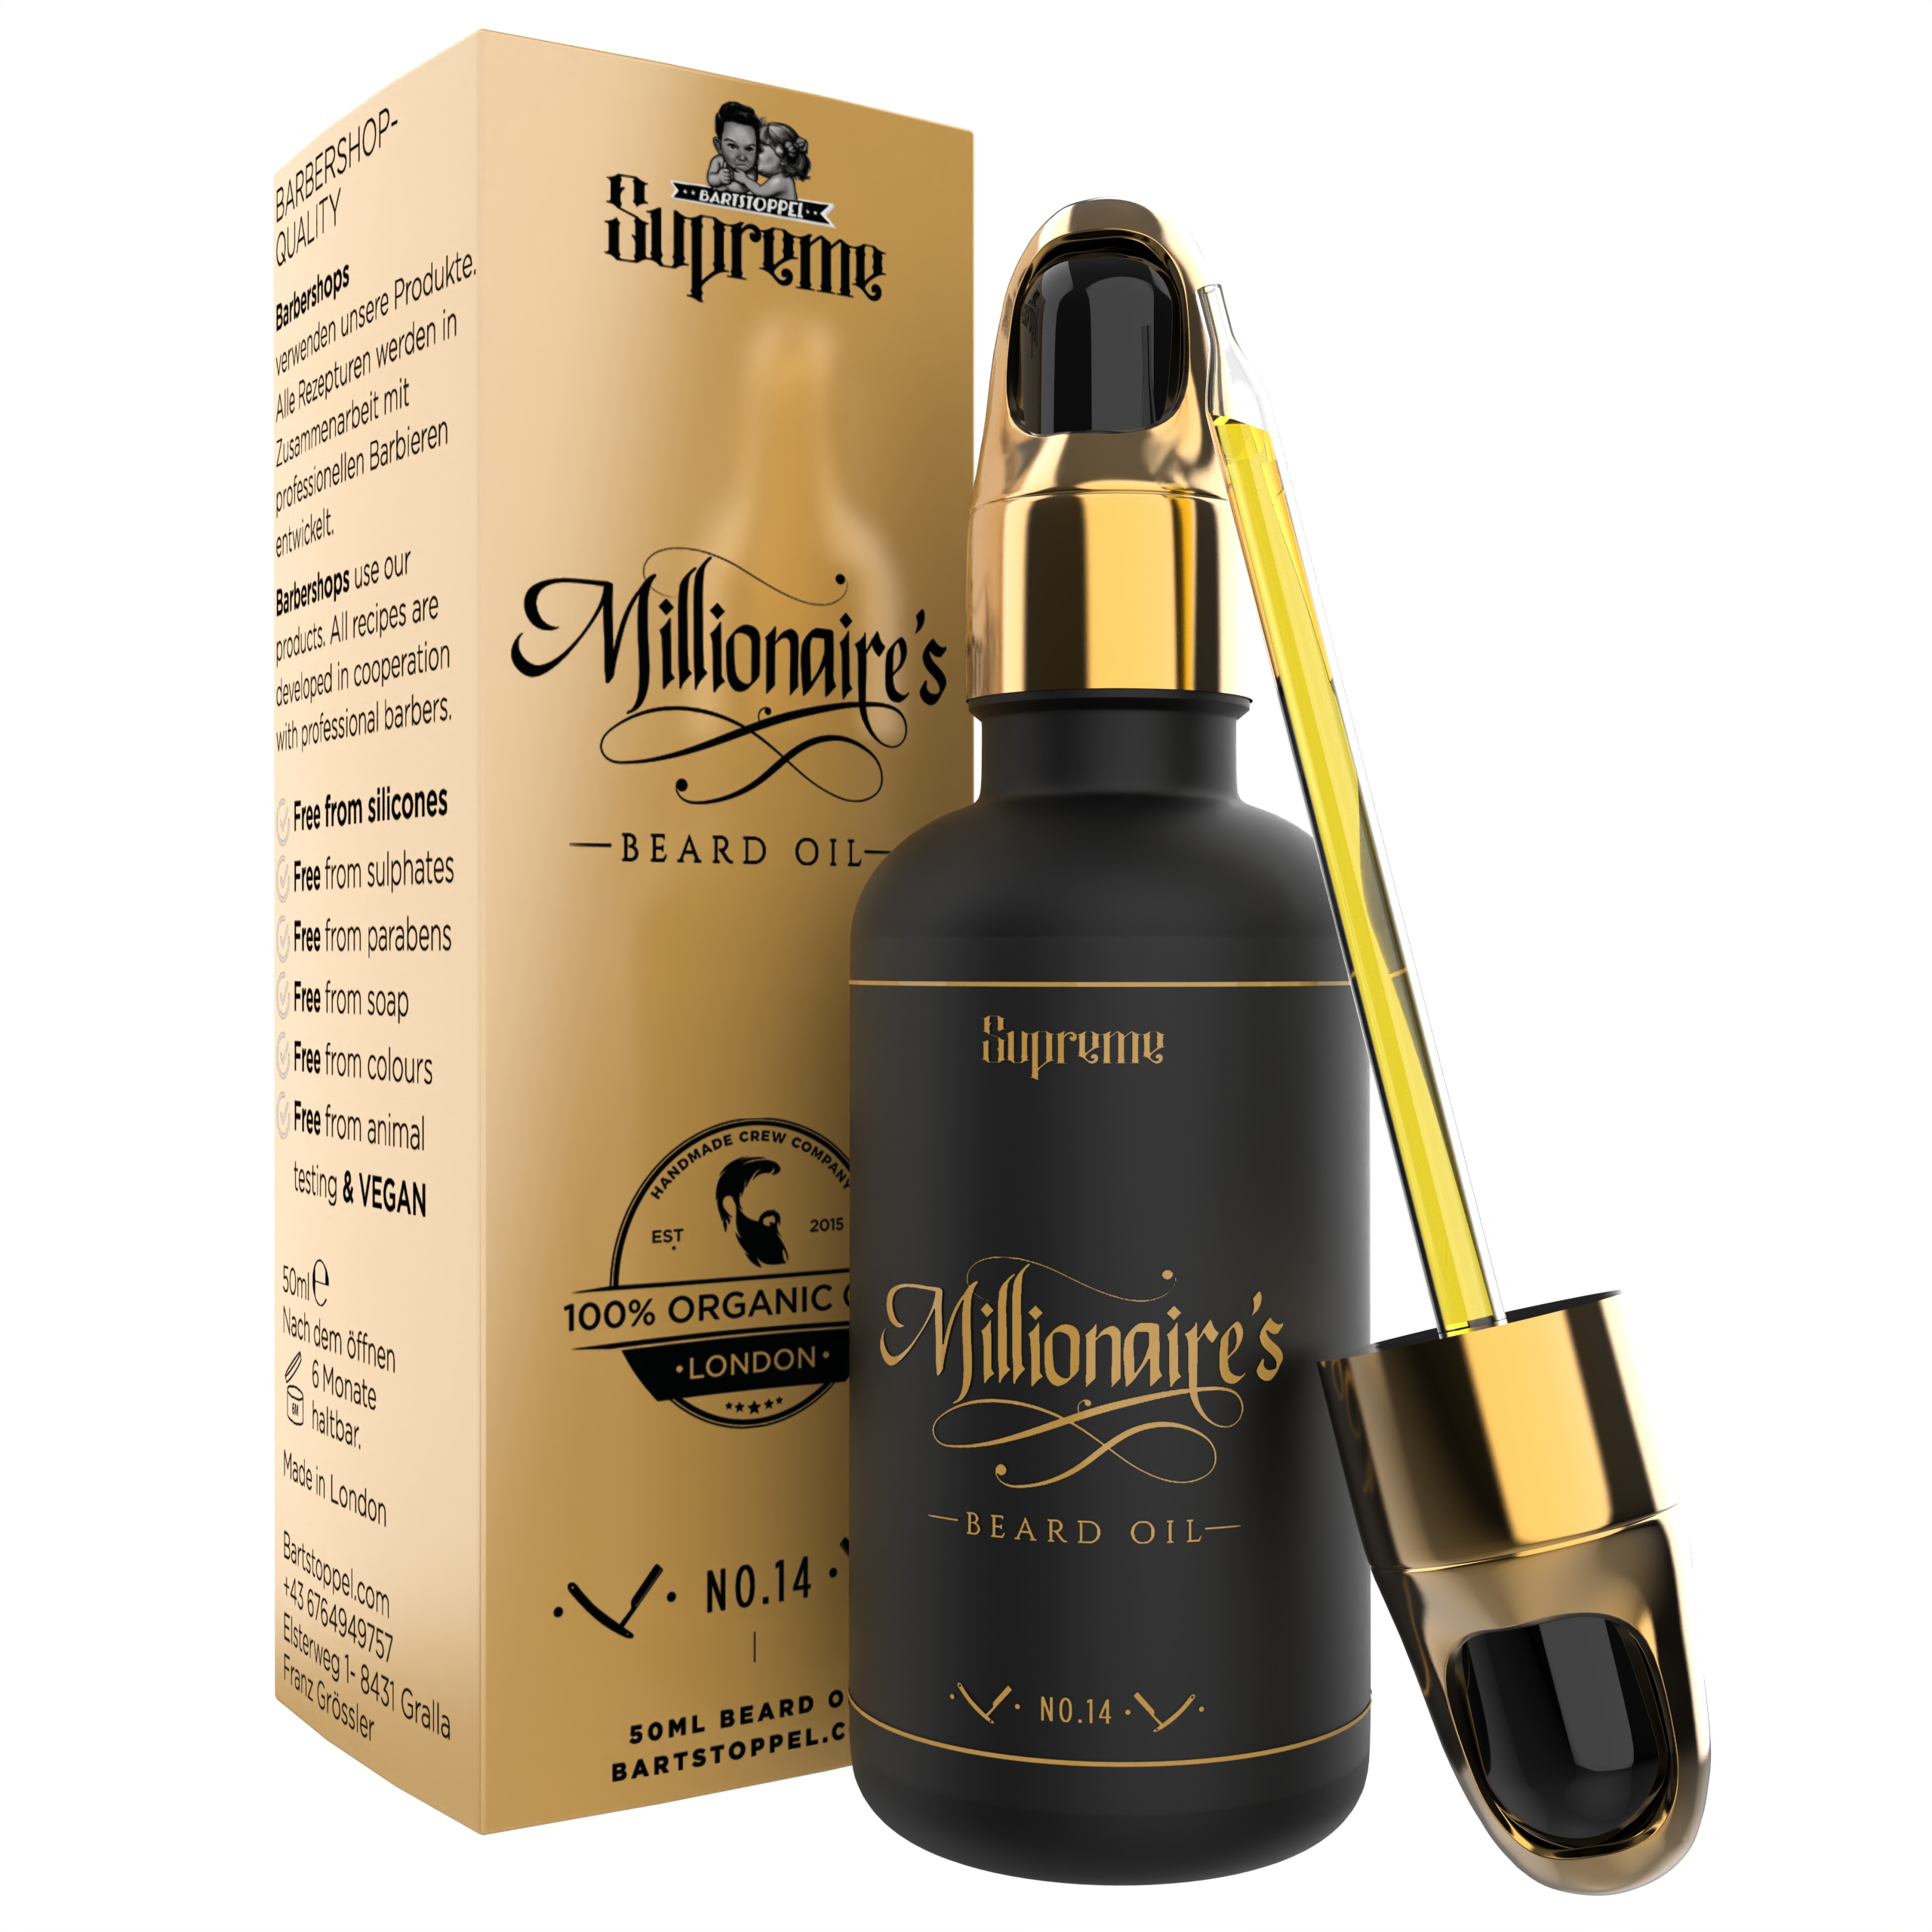 BARBERSHOP-
QUALITY
Barbershops
verwenden unsere Produkte.
Alle Rezepturen werden in
Zusammenarbeit mit
professionellen Barbieren
entwickelt.
Barbershops use our
products. All recipes are
developed in cooperation
with professional barbers.
Free from silicones
Free from sulphates
Free from parabens
Free from soap
Free from colours
Free from animal
testing & VEGAN
50ml ℮
Nach dem öffnen
6M
6 Monate
haltbar.
Made in London
Bartstoppel.com
+43 6764949757
Elsterweg 1- 8431 Gralla
Franz Grössler
BARTSTOPPEL
Supreme
Millionaire's
BEARD OIL
HANDMADE CREW COMPANY
EST 2015
100% ORGANIC
LONDON
NO.14
50ML BEARD
BARTSTOPPEL.C
Supreme
Millionaire's
BEARD OIL
NO.14